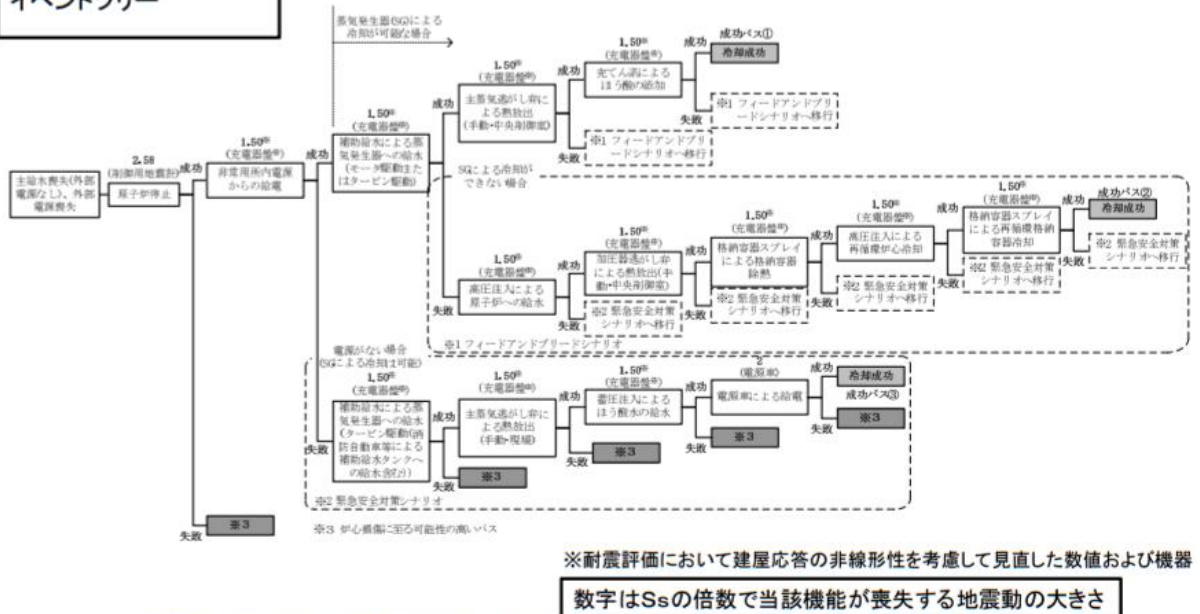 イベントツリー
蒸気発生器(SG)による
冷却が可能な場合
主給水喪失(外部
電源なし)、外部
電源喪失
2.58
(制御用地震計)
原子炉停止
成功
失敗
※3
1.50※
(充電器盤※)
非常用所内電源
からの給電
成功
失敗
1.50※
(充電器盤※)
補助給水による蒸
気発生器への給水
(モータ駆動また
はタービン駆動)
成功
失敗
1.50※
(充電器盤※)
主蒸気逃がし弁に
よる熱放出
(手動・中央制御室)
成功
失敗
※1 フィードアンドブリ
ードシナリオへ移行
1.50※
(充電器盤※)
充てん系による
ほう酸の添加
成功
失敗
成功パス①
冷却成功
※1 フィードアンドブリ
ードシナリオへ移行
SGによる冷却が
できない場合
1.50※
(充電器盤※)
高圧注入による
原子炉への給水
成功
失敗
※2 緊急安全対策
シナリオへ移行
1.50※
(充電器盤※)
加圧器逃がし弁
による熱放出(手
動・中央制御室)
成功
失敗
※2 緊急安全対策
シナリオへ移行
1.50※
(充電器盤※)
格納容器スプレイ
による格納容器
除熱
成功
失敗
※2 緊急安全対策
シナリオへ移行
1.50※
(充電器盤※)
高圧注入による
再循環炉心冷却
成功
失敗
※2 緊急安全対策
シナリオへ移行
1.50※
(充電器盤※)
格納容器スプレイ
による再循環格納
容器冷却
成功
失敗
成功パス②
冷却成功
※2 緊急安全対策
シナリオへ移行
※1 フィードアンドブリードシナリオ
電源がない場合
(SGによる冷却は可能)
1.50※
(充電器盤※)
補助給水による蒸
気発生器への給水
(タービン駆動(消
防自動車等による
補助給水タンクへ
の給水含む))
成功
失敗
※3
1.50※
(充電器盤※)
主蒸気逃がし弁に
よる熱放出
(手動・現場)
成功
失敗
※3
1.50※
(充電器盤※)
蓄圧注入による
ほう酸水の給水
成功
失敗
※3
2
(電源車)
電源車による給電
成功
失敗
冷却成功
成功パス③
※3
※2 緊急安全対策シナリオ
※3 炉心損傷に至る可能性の高いパス
※耐震評価において建屋応答の非線形性を考慮して見直した数値および機器
数字はSsの倍数で当該機能が喪失する地震動の大きさ